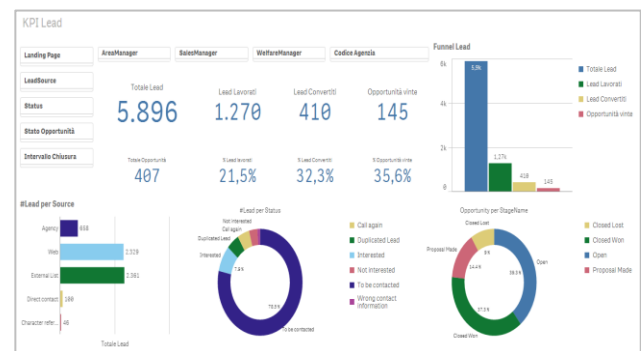 KPI Lead
Landing Page
AreaManager
SalesManager
WelfareManager
Codice Agenzia
LeadSource
Status
Stato Opportunità
Intervallo Chiusura
Totale Lead
5.896
Lead Lavorati
1.270
Lead Convertiti
410
Opportunità vinte
145
Totale Opportunità
407
% Lead lavorati
21,5%
% Lead Convertiti
32,3%
% Opportunità vinte
35,6%
Funnel Lead
6k
4k
2k
0
5,9k
1,27k
410
145
Totale Lead
Lead Lavorati
Lead Convertiti
Opportunità vinte
#Lead per Source
Agency
Web
External List
Direct contact
100
Character refer...
40
Totale Lead
#Lead per Status
Not Interested
Call again
Duplicated Lead
Interested
To be contacted
Call again
Duplicated Lead
Interested
Not interested
To be contacted
Wrong contact
information
Opportunity per StageName
Closed Lost
Proposal Made
Open
Closed Won
Closed Lost
Closed Won
Open
Proposal Made